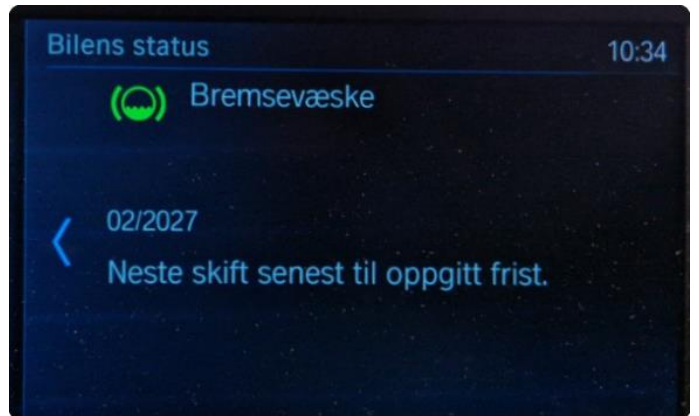 Bilens status
10:34
Bremsevæske
02/2027
Neste skift senest til oppgitt frist.